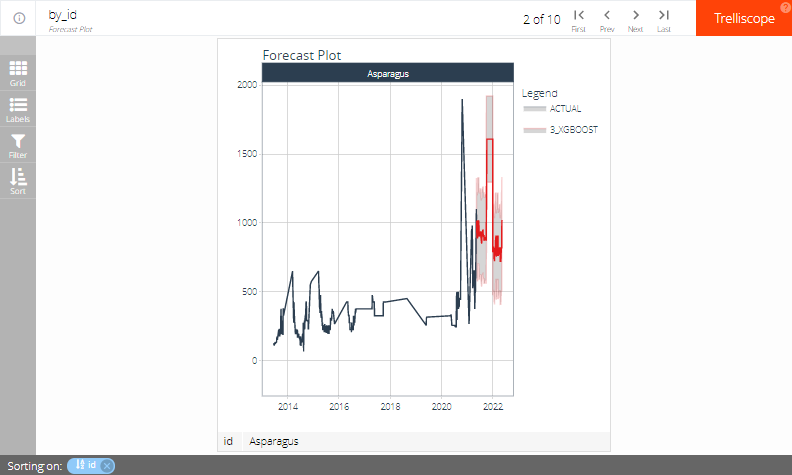 by_id
Forecast Plot
2 of 10
First
Prev
Next
Last
Trelliscope
?
Grid
Labels
Filter
Sort
Forecast Plot
Asparagus
2000
1500
1000
500
0
2014
2016
2018
2020
2022
Legend
ACTUAL
3_XGBOOST
id Asparagus
Sorting on: id